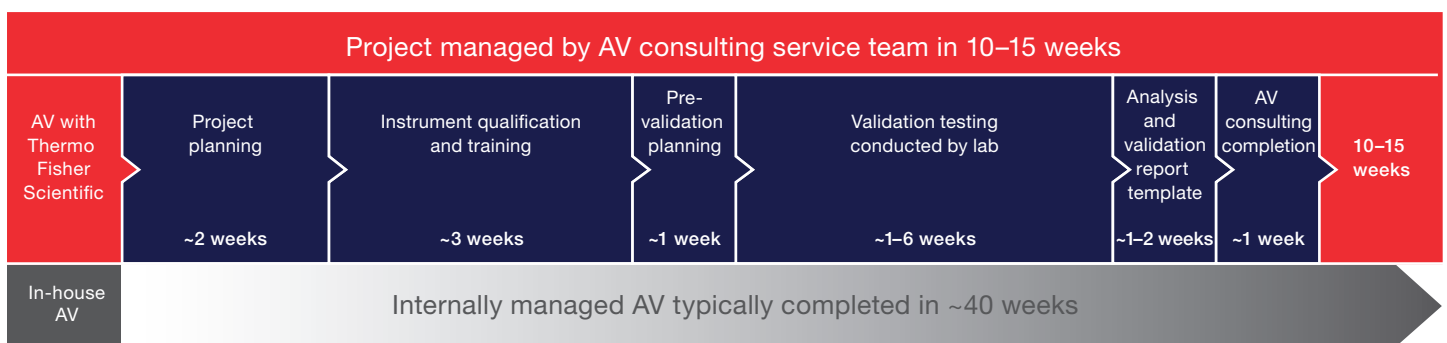 Project managed by AV consulting service team in 10–15 weeks
AV with
Thermo
Fisher
Scientific
Project
planning
~2 weeks
Instrument qualification
and training
~3 weeks
Pre-
validation
planning
~1 week
Validation testing
conducted by lab
~1–6 weeks
Analysis
and
validation
report
template
~1–2 weeks
AV
consulting
completion
~1 week
10–15
weeks
In-house
AV
Internally managed AV typically completed in ~40 weeks